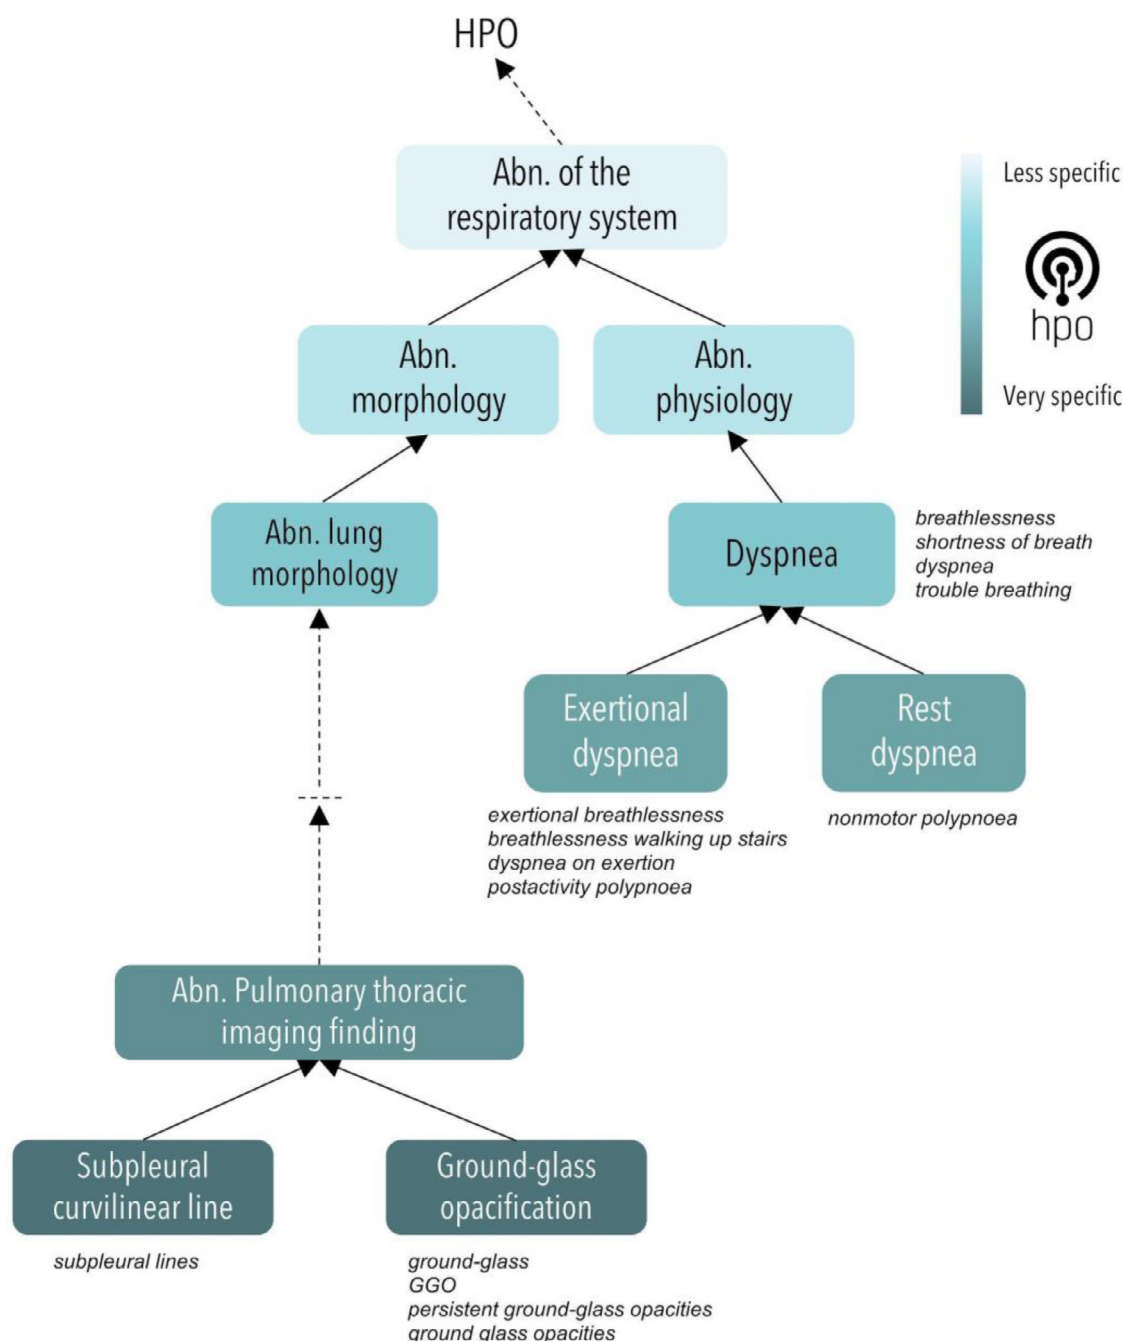 HPO
Abn. of the
respiratory system
Less specific
hpo
Very specific
Abn.
morphology
Abn.
physiology
Abn. lung
morphology
Dyspnea
breathlessness
shortness of breath
dyspnea
trouble breathing
Exertional
dyspnea
Rest
dyspnea
exertional breathlessness
breathlessness walking up stairs
dyspnea on exertion
postactivity polypnoea
nonmotor polypnoea
Abn. Pulmonary thoracic
imaging finding
Subpleural
curvilinear line
Ground-glass
opacification
subpleural lines
ground-glass
GGO
persistent ground-glass opacities
ground glass opacities